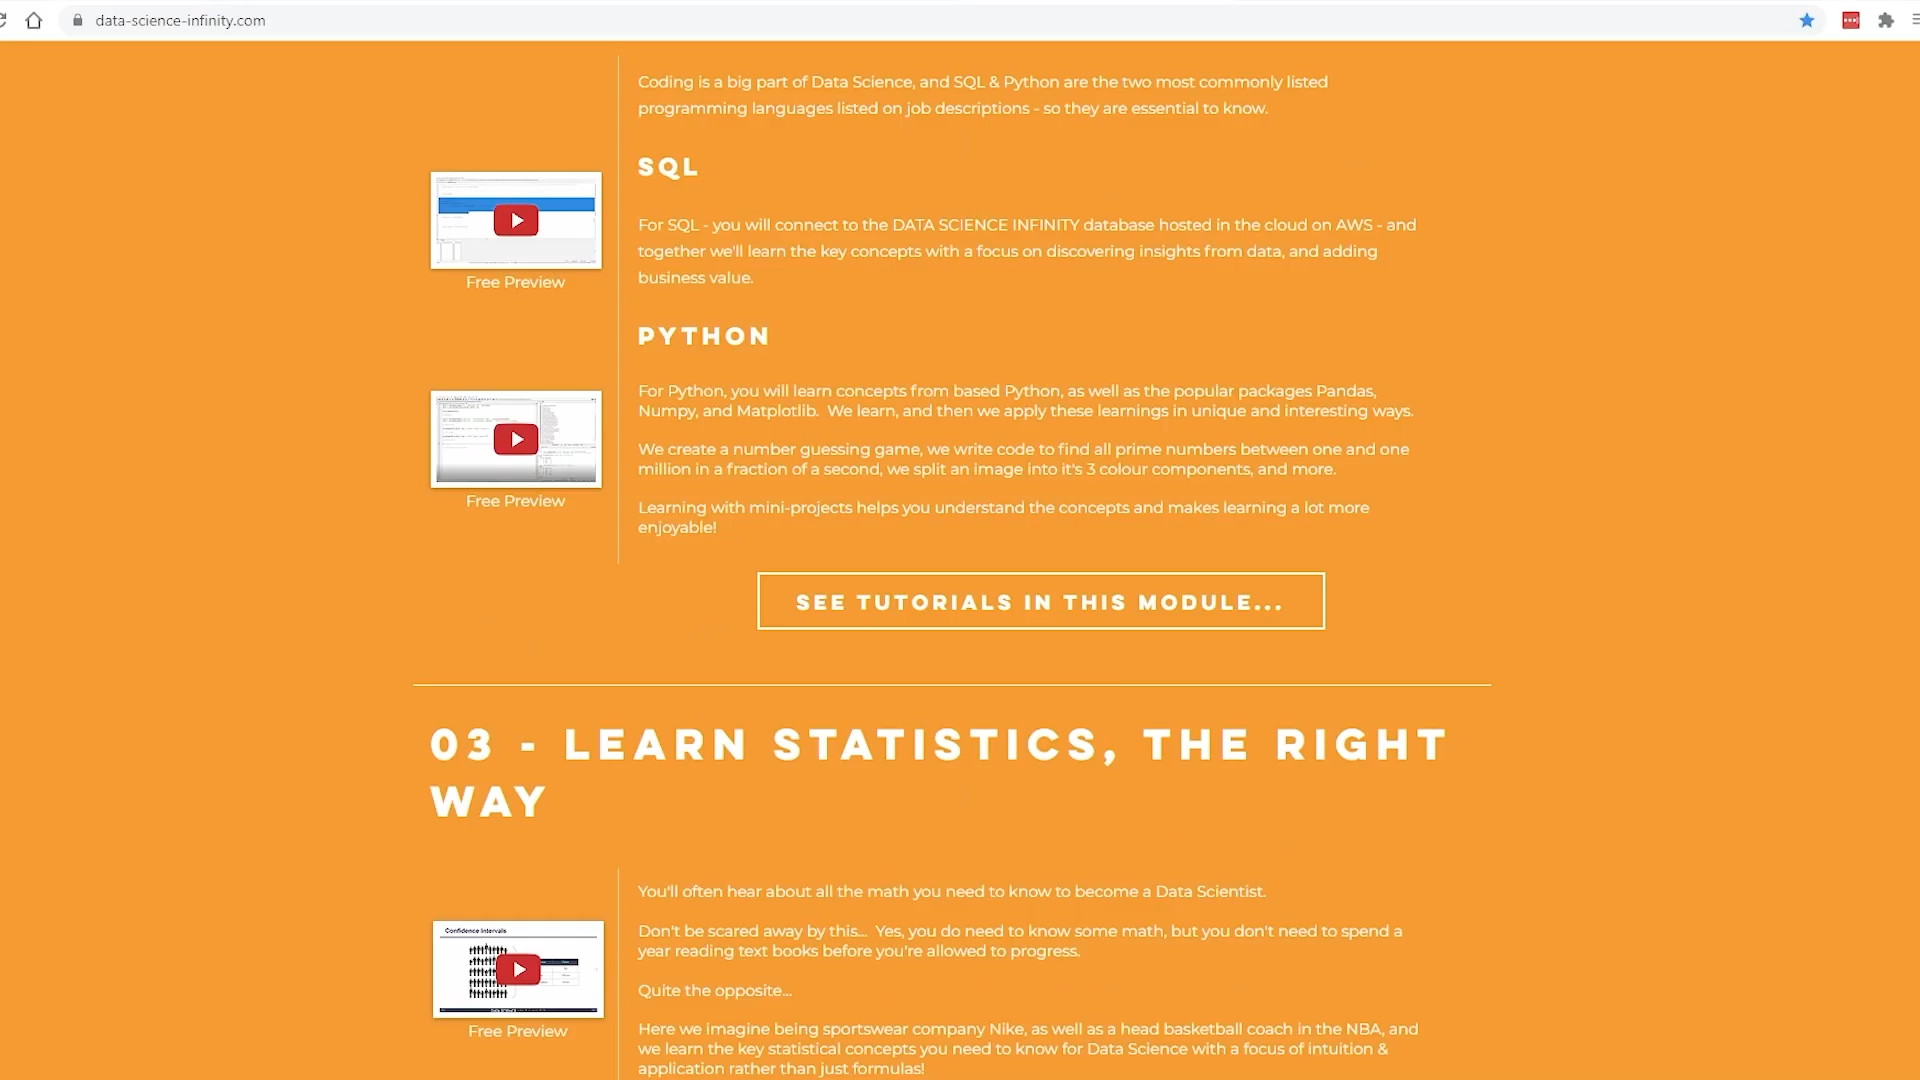 data-science-infinity.com
Coding is a big part of Data Science, and SQL & Python are the two most commonly listed
programming languages listed on job descriptions - so they are essential to know.
SQL
For SQL - you will connect to the DATA SCIENCE INFINITY database hosted in the cloud on AWS - and
together we'll learn the key concepts with a focus on discovering insights from data, and adding
business value.
Free Preview
PYTHON
For Python, you will learn concepts from based Python, as well as the popular packages Pandas,
Numpy, and Matplotlib.  We learn, and then we apply these learnings in unique and interesting ways.
We create a number guessing game, we write code to find all prime numbers between one and one
million in a fraction of a second, we split an image into it's 3 colour components, and more.
Free Preview
Learning with mini-projects helps you understand the concepts and makes learning a lot more
enjoyable!
SEE TUTORIALS IN THIS MODULE...
03 - LEARN STATISTICS, THE RIGHT
WAY
You'll often hear about all the math you need to know to become a Data Scientist.
Don't be scared away by this...  Yes, you do need to know some math, but you don't need to spend a
year reading text books before you're allowed to progress.
Quite the opposite...
Confidence Intervals
Free Preview
Here we imagine being sportswear company Nike, as well as a head basketball coach in the NBA, and
we learn the key statistical concepts you need to know for Data Science with a focus of intuition &
application rather than just formulas!